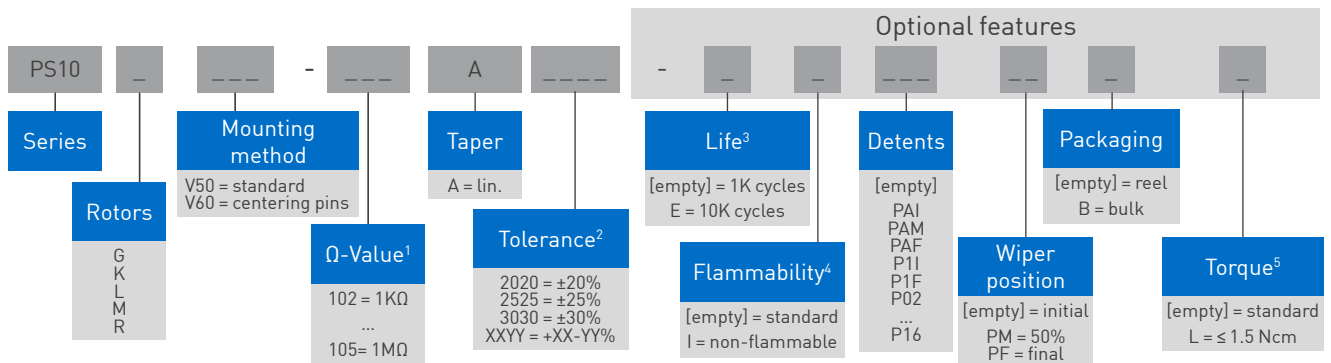 Optional features
PS10 _ _ _ _ - _ _ _ A _ _ _ _ - _ _ _ _ _ _ _ _ _
Series
Rotors
G
K
L
M
R
Mounting
method
V50 = standard
V60 = centering pins
Ω-Value¹
102 = 1KΩ
...
105= 1MΩ
Taper
A = lin.
Tolerance²
2020 = ±20%
2525 = ±25%
3030 = ±30%
XXYY = +XX-YY%
Life³
[empty] = 1K cycles
E = 10K cycles
Flammability⁴
[empty] = standard
I = non-flammable
Detents
[empty]
PAI
PAM
PAF
P1I
P1F
P02
...
P16
Wiper
position
[empty] = initial
PM = 50%
PF = final
Packaging
[empty] = reel
B = bulk
Torque⁵
[empty] = standard
L = ≤ 1.5 Ncm